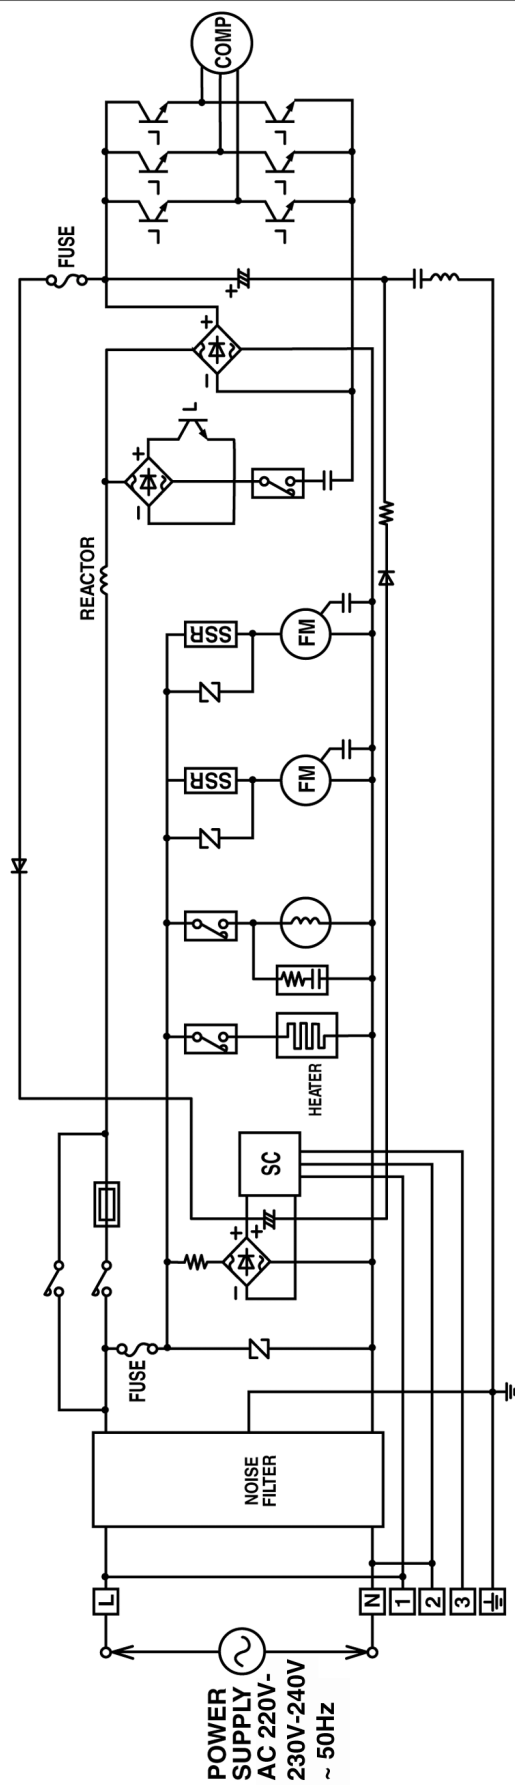 POWER
SUPPLY
AC 220V-
230V-240V
~ 50Hz
L
N
1
2
3
NOISE
FILTER
FUSE
SC
HEATER
SSR
FM
SSR
FM
REACTOR
FUSE
COMP